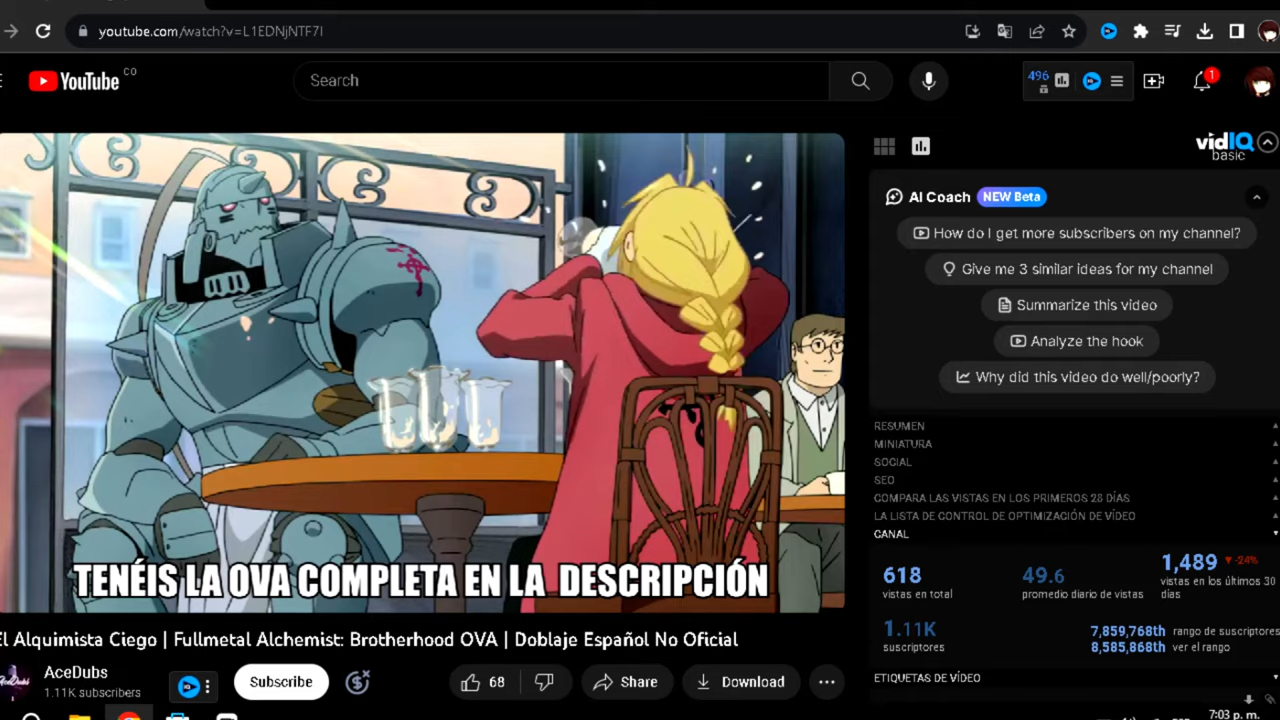 youtube.com/watch?v=L1EDNjNTF7I
YouTube CO
Search
496
1
vidIQ
basic
AI Coach NEW Beta
How do I get more subscribers on my channel?
Give me 3 similar ideas for my channel
Summarize this video
Analyze the hook
Why did this video do well/poorly?
RESUMEN
MINIATURA
SOCIAL
SEO
COMPARA LAS VISTAS EN LOS PRIMEROS 28 DÍAS
LA LISTA DE CONTROL DE OPTIMIZACIÓN DE VÍDEO
CANAL
618
vistas en total
49.6
promedio diario de vistas
1,489 ▼ -24%
vistas en los últimos 30
días
1.11K
suscriptores
7,859,768th rango de suscriptores
8,585,868th ver el rango
ETIQUETAS DE VÍDEO
TENÉIS LA OVA COMPLETA EN LA DESCRIPCIÓN
El Alquimista Ciego | Fullmetal Alchemist: Brotherhood OVA | Doblaje Español No Oficial
AceDubs
1.11K subscribers
Subscribe
68
Share
Download
7:03 p. m.